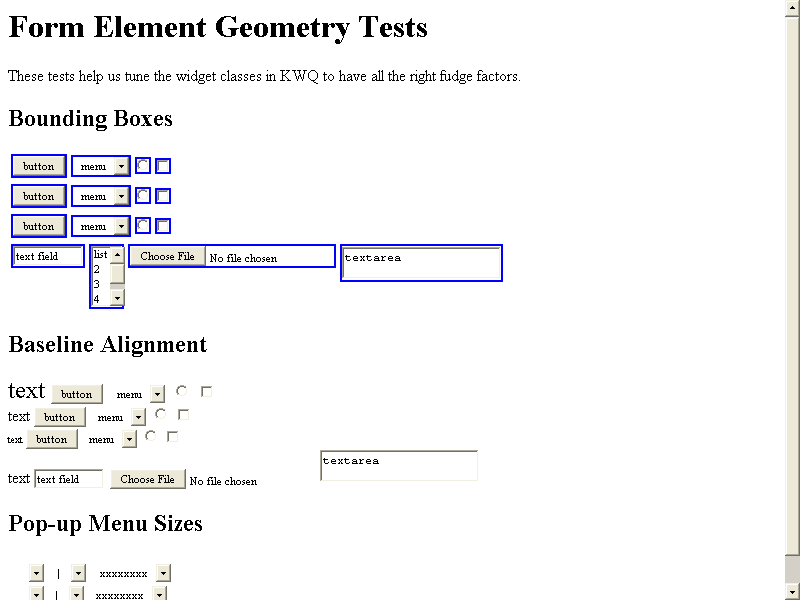 Form Element Geometry Tests
These tests help us tune the widget classes in KWQ to have all the right fudge factors.
Bounding Boxes
button menu
button menu
button menu
text field list Choose File No file chosen textarea
2
3
4
Baseline Alignment
text button menu
text button menu
text button menu
text text field Choose File No file chosen textarea
Pop-up Menu Sizes
| xxxxxxxx
| xxxxxxxx